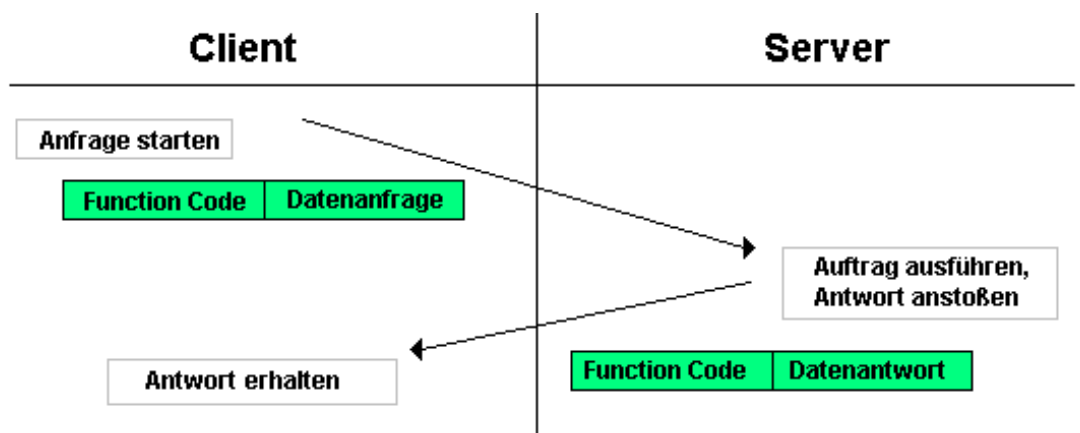 Client
Server
Anfrage starten
Function Code Datenanfrage
Auftrag ausführen,
Antwort anstoßen
Antwort erhalten
Function Code Datenantwort